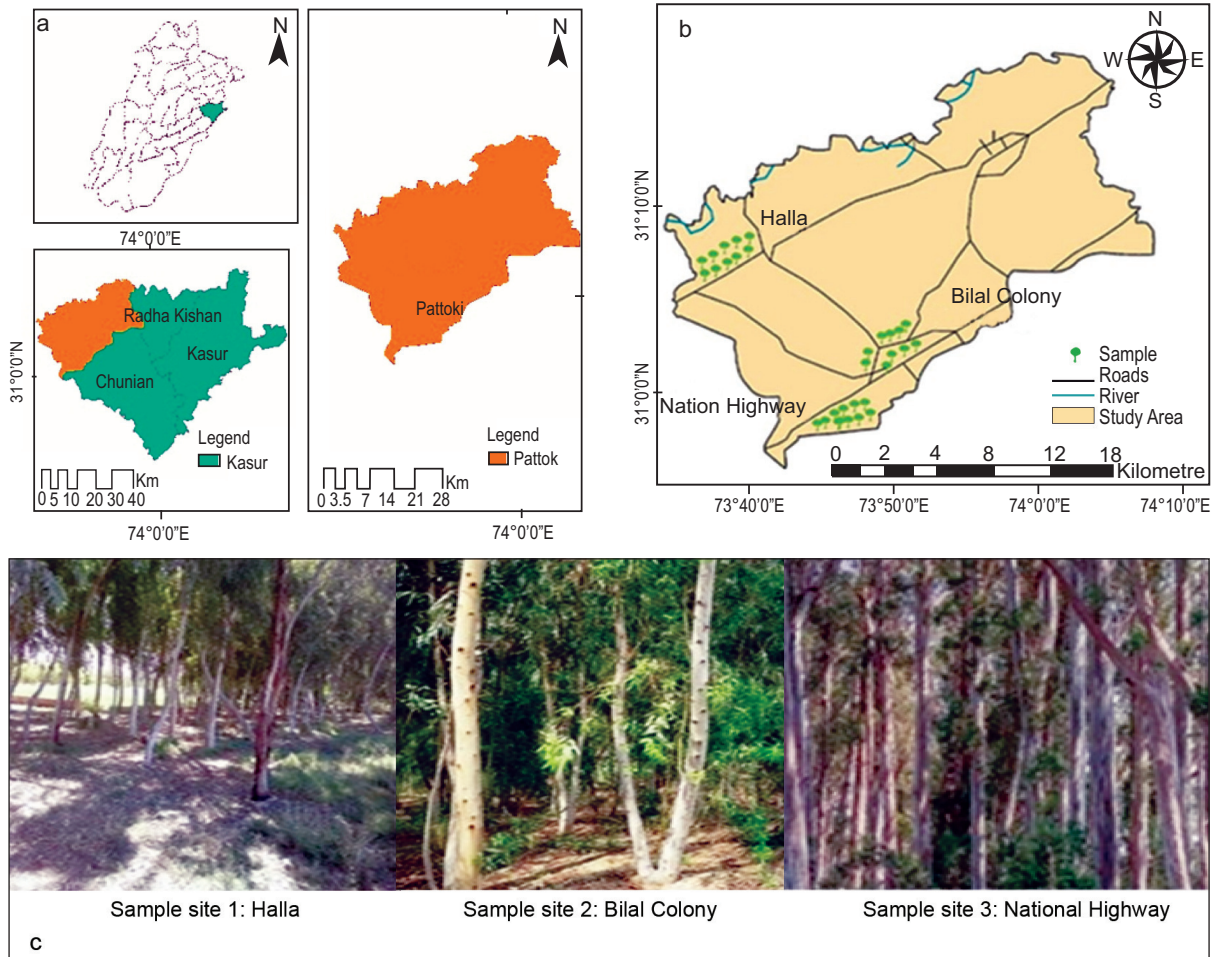 a
N
74°0'0"E
31°0'0"N
Radha Kishan
Kasur
Chunian
Legend
Kasur
Km
0 5 10 20 30 40
74°0'0"E
N
Pattoki
Legend
Pattok
0 3.5 7 14 21 28
74°0'0"E
b
N
W E
S
31°10'0"N
31°0'0"N
Halla
Bilal Colony
Nation Highway
Sample
Roads
River
Study Area
0 2 4 8 12 18
Kilometre
73°40'0"E 73°50'0"E 74°0'0"E 74°10'0"E
Sample site 1: Halla
Sample site 2: Bilal Colony
Sample site 3: National Highway
c